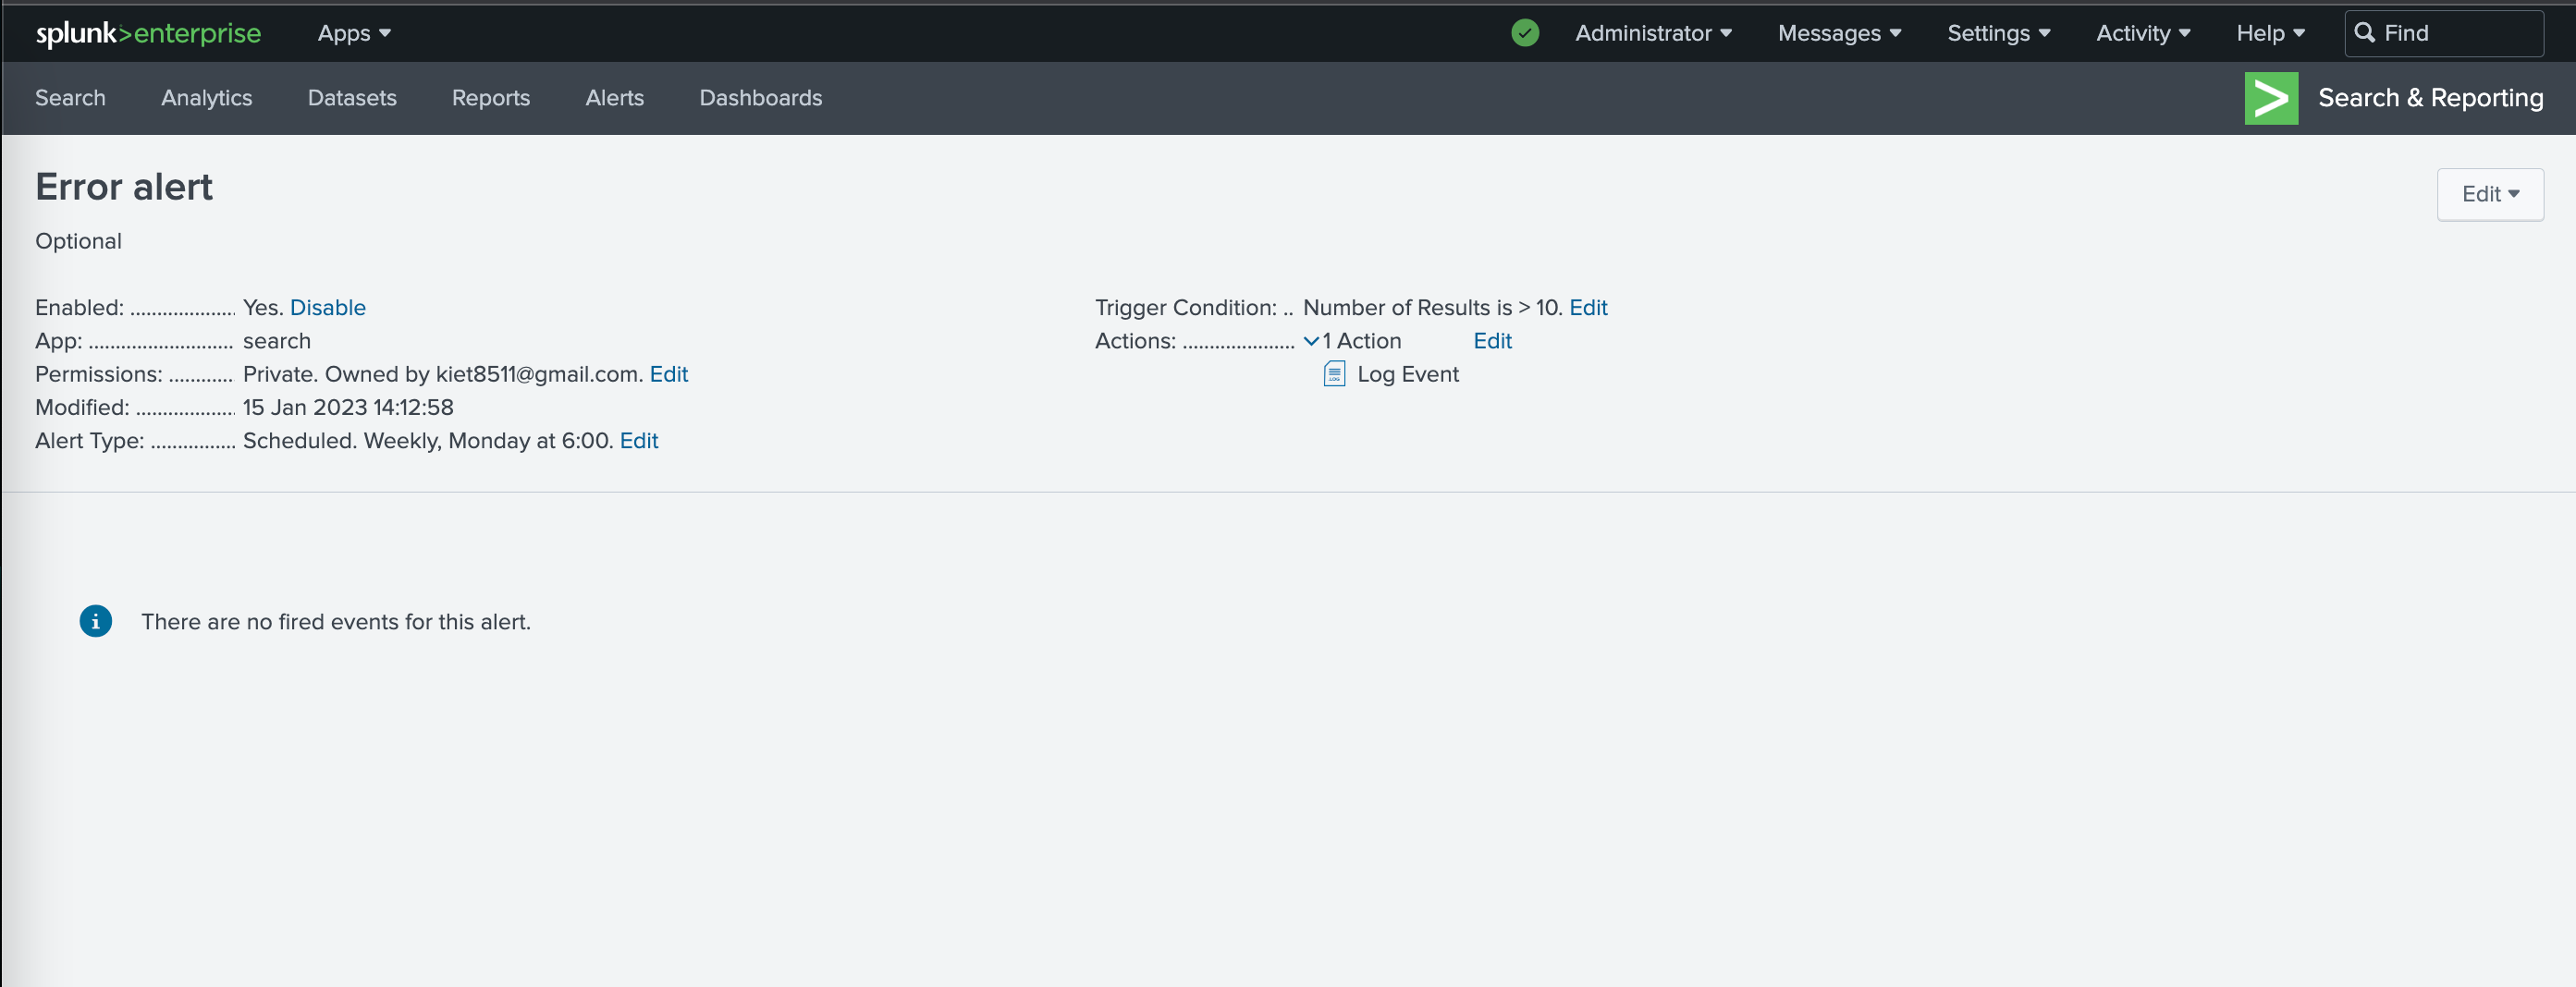 splunk>enterprise Apps Administrator Messages Settings Activity Help Find
Search Analytics Datasets Reports Alerts Dashboards Search & Reporting
Error alert
Edit
Optional
Enabled: ................... Yes. Disable
App: ........................... search
Permissions: ............ Private. Owned by kiet8511@gmail.com. Edit
Modified: ................... 15 Jan 2023 14:12:58
Alert Type: ................ Scheduled. Weekly, Monday at 6:00. Edit
Trigger Condition: .. Number of Results is > 10. Edit
Actions: ..................... 1 Action Edit
LOG Log Event
i There are no fired events for this alert.